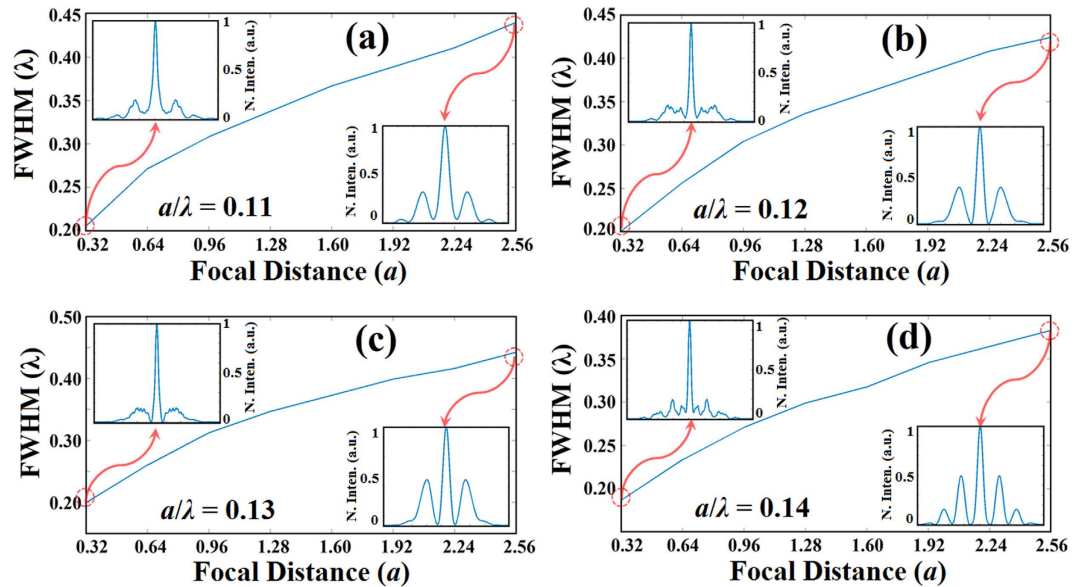 (a)
FWHM (λ)
0.45
0.40
0.35
0.30
0.25
0.20
0.32 0.64 0.96 1.28 1.60 1.92 2.24 2.56
Focal Distance (a)
a/λ = 0.11
1
0.5
0
N. Inten. (a.u.)
1
0.5
0
N. Inten. (a.u.)
(b)
FWHM (λ)
0.40
0.35
0.30
0.25
0.20
0.32 0.64 0.96 1.28 1.60 1.92 2.24 2.56
Focal Distance (a)
a/λ = 0.12
1
0.5
0
N. Inten. (a.u.)
1
0.5
0
N. Inten. (a.u.)
(c)
FWHM (λ)
0.50
0.40
0.30
0.20
0.32 0.64 0.96 1.28 1.60 1.92 2.24 2.56
Focal Distance (a)
a/λ = 0.13
1
0.5
0
N. Inten. (a.u.)
1
0.5
0
N. Inten. (a.u.)
(d)
FWHM (λ)
0.40
0.35
0.30
0.25
0.20
0.32 0.64 0.96 1.28 1.60 1.92 2.24 2.56
Focal Distance (a)
a/λ = 0.14
1
0.5
0
N. Inten. (a.u.)
1
0.5
0
N. Inten. (a.u.)